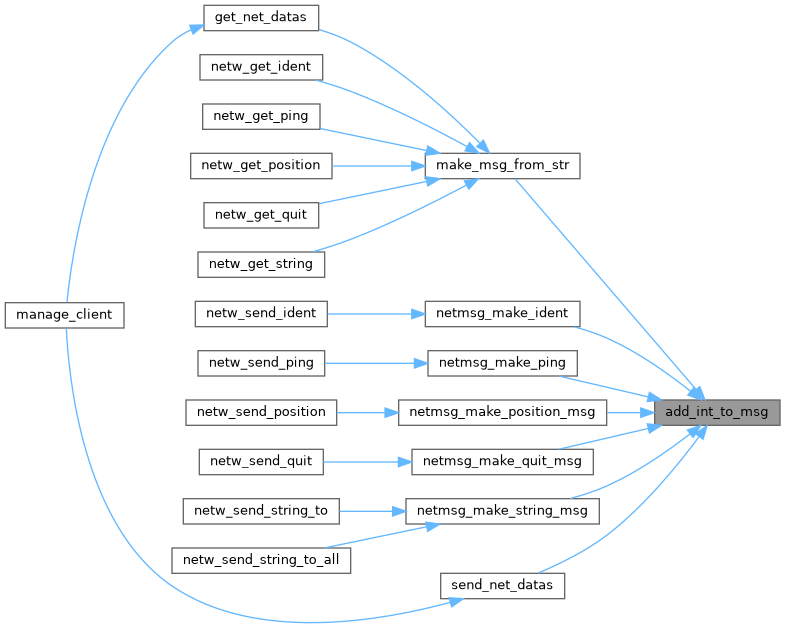 get_net_datas
netw_get_ident
netw_get_ping
netw_get_position
make_msg_from_str
netw_get_quit
netw_get_string
manage_client
netw_send_ident
netmsg_make_ident
netw_send_ping
netmsg_make_ping
netw_send_position
netmsg_make_position_msg
add_int_to_msg
netw_send_quit
netmsg_make_quit_msg
netw_send_string_to
netmsg_make_string_msg
netw_send_string_to_all
send_net_datas